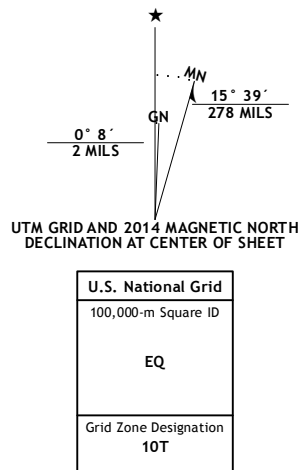 ★
MN
GN
15° 39´
278 MILS
0° 8´
2 MILS
UTM GRID AND 2014 MAGNETIC NORTH
DECLINATION AT CENTER OF SHEET
U.S. National Grid
100,000-m Square ID
EQ
Grid Zone Designation
10T